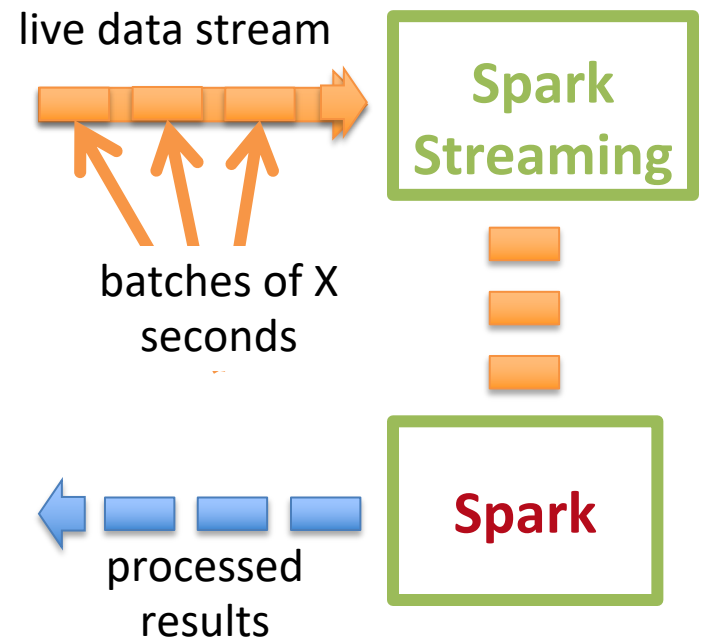 live data stream
Spark
Streaming
batches of X
seconds
Spark
processed
results